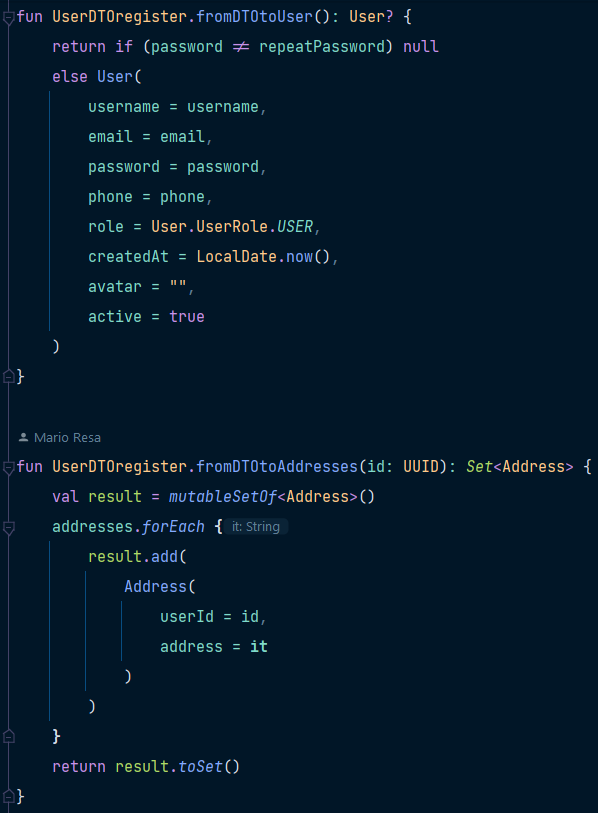 fun UserDTOregister.fromDTOtoUser(): User? {
    return if (password ≠ repeatPassword) null
    else User(
        username = username,
        email = email,
        password = password,
        phone = phone,
        role = User.UserRole.USER,
        createdAt = LocalDate.now(),
        avatar = "",
        active = true
    )
}
Mario Resa
fun UserDTOregister.fromDTOtoAddresses(id: UUID): Set<Address> {
    val result = mutableSetOf<Address>()
    addresses.forEach { it: String
        result.add(
            Address(
                userId = id,
                address = it
            )
        )
    }
    return result.toSet()
}